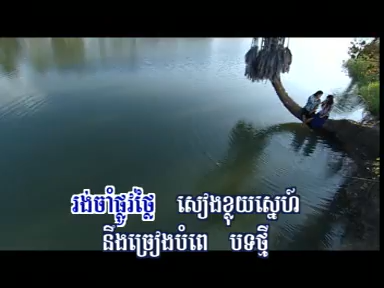 រង់ចាំផ្លូវថ្លៃ សៀងខ្លុយស្នេហ៍
នឹងច្រៀងបំពេ បទថ្មី